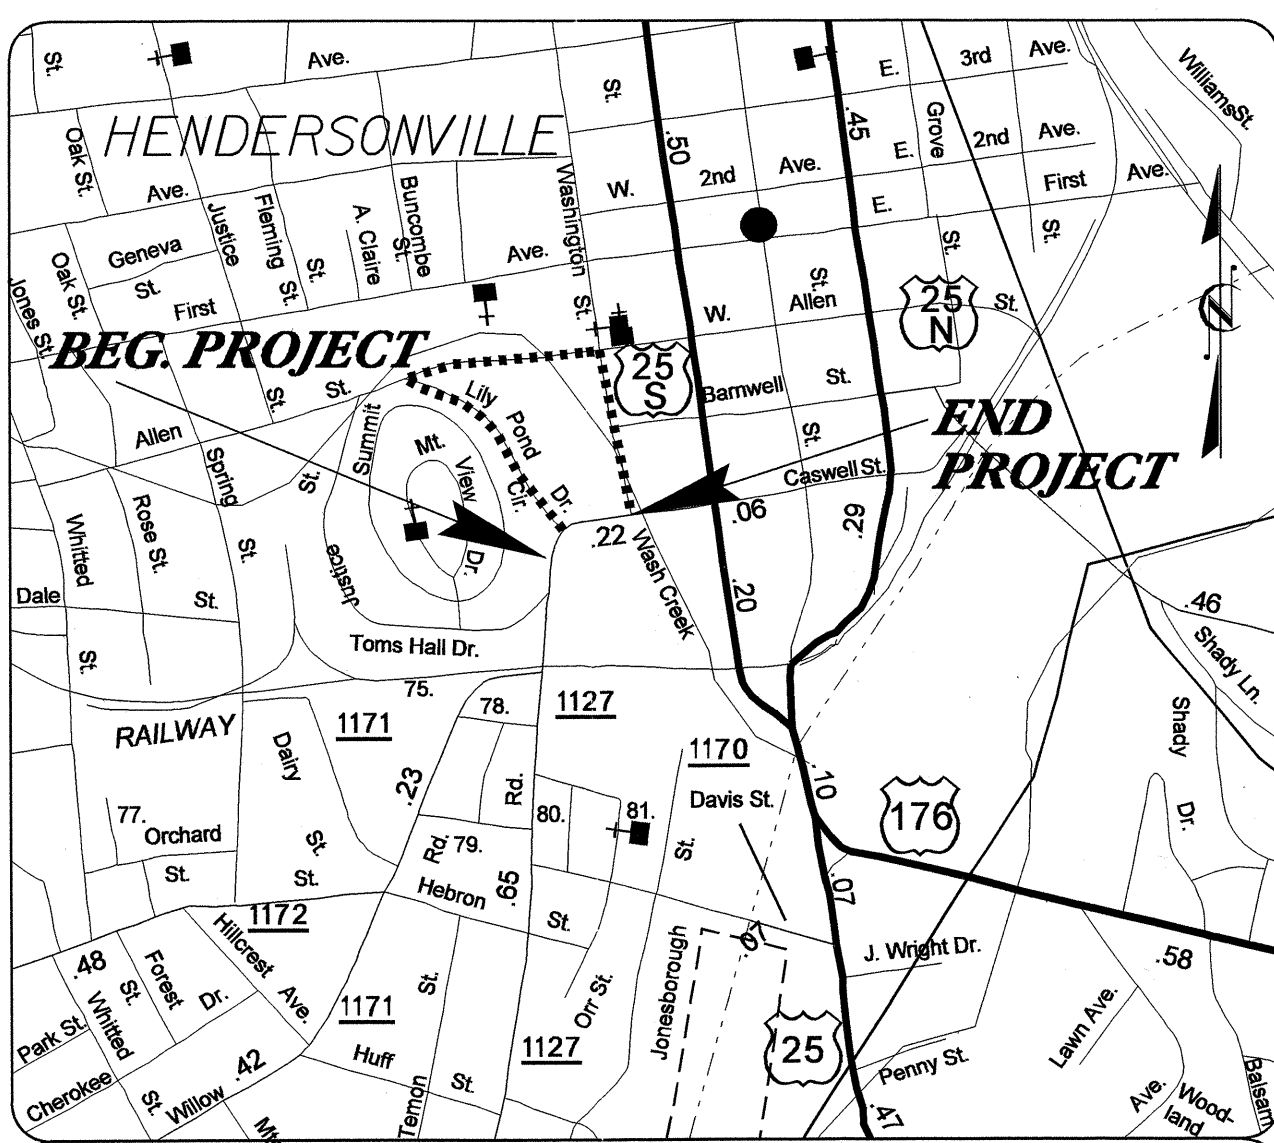 St.
Ave.
3rd
Ave.
E.
Williams St.
St.
.50
.45
Grove
2nd
Ave.
E.
HENDERSONVILLE
Oak St.
Ave.
Washington
St.
W.
2nd
Ave.
First
Ave.
E.
Justice
Fleming
St.
St.
A. Claire
Buncombe
St.
Ave.
Geneva
St.
First
Oak St.
Jones St.
St.
St.
St.
Allen
St.
W.
25
N
BEG. PROJECT
25
S
Barnwell
St.
St.
St.
Lily
Pond
Dr.
END
PROJECT
Allen
Spring
St.
St.
Summit
Mt.
View
Cir.
Dr.
St.
Caswell St.
.06
.29
.22
Wash Creek
.20
Whitted
St.
Rose St.
Justice
Dale
St.
Toms Hall Dr.
.46
Shady Ln.
75.
78.
1127
RAILWAY
1171
Dairy
St.
.23
Rd.
1170
Davis St.
.10
176
Shady
Dr.
77.
Orchard
St.
St.
80.
81.
Rd.
79.
Hebron
St.
.65
St.
.07
1172
Hillcrest
Ave.
.07
J. Wright Dr.
.58
.48
St.
Whitted
St.
Forest
Dr.
Jonesborough
Orr St.
St.
1171
1127
25
Lawn Ave.
Park St.
Cherokee
Willow
.42
Huff
St.
Penny St.
Ave.
Wood-
land
Balsam
.47